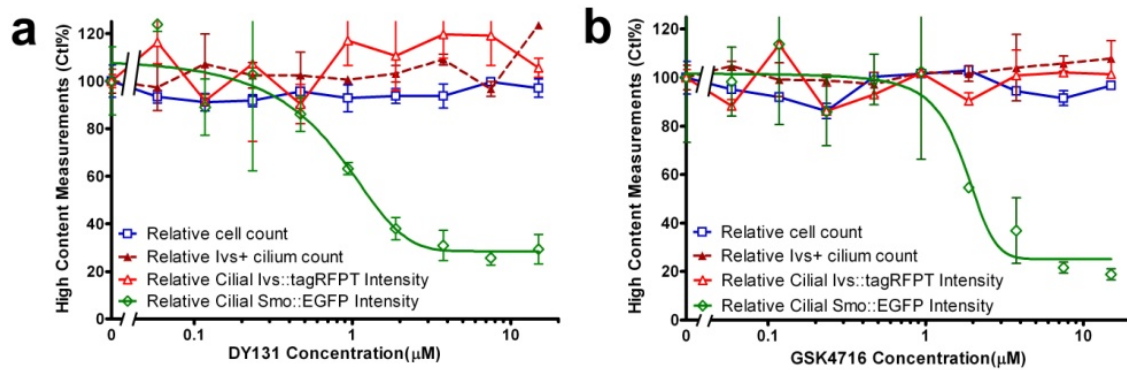 a
High Content Measurements (Ctl%)
120
100
80
60
40
20
0
Relative cell count
Relative Ivs+ cilium count
Relative Cilial Ivs::tagRFPT Intensity
Relative Cilial Smo::EGFP Intensity
0
0.1
1
10
DY131 Concentration(μM)
b
High Content Measurements (Ctl%)
120
100
80
60
40
20
0
Relative cell count
Relative Ivs+ cilium count
Relative Cilial Ivs::tagRFPT Intensity
Relative Cilial Smo::EGFP Intensity
0
0.1
1
10
GSK4716 Concentration(μM)